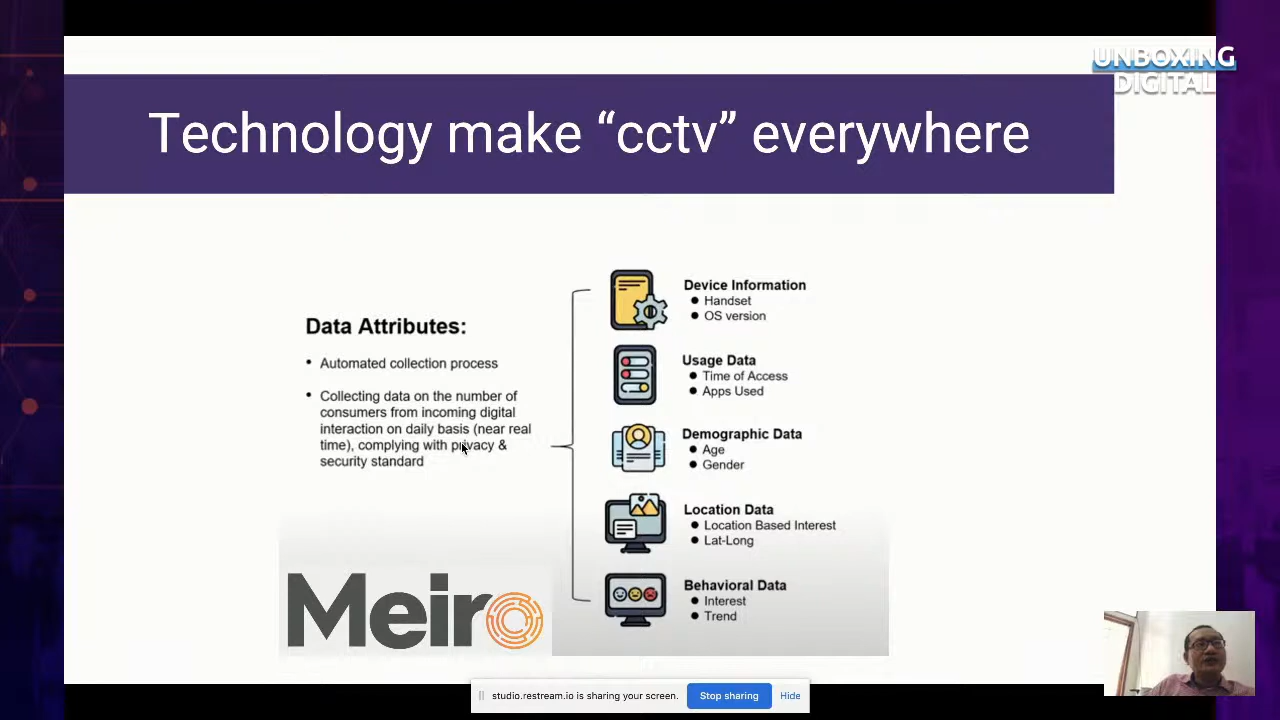 UNBOXING
DIGITAL
Technology make “cctv” everywhere
Data Attributes:
• Automated collection process
• Collecting data on the number of
consumers from incoming digital
interaction on daily basis (near real
time), complying with privacy &
security standard
Device Information
● Handset
● OS version
Usage Data
● Time of Access
● Apps Used
Demographic Data
● Age
● Gender
Location Data
● Location Based Interest
● Lat-Long
Behavioral Data
● Interest
● Trend
Meiro
studio.restream.io is sharing your screen.
Stop sharing
Hide